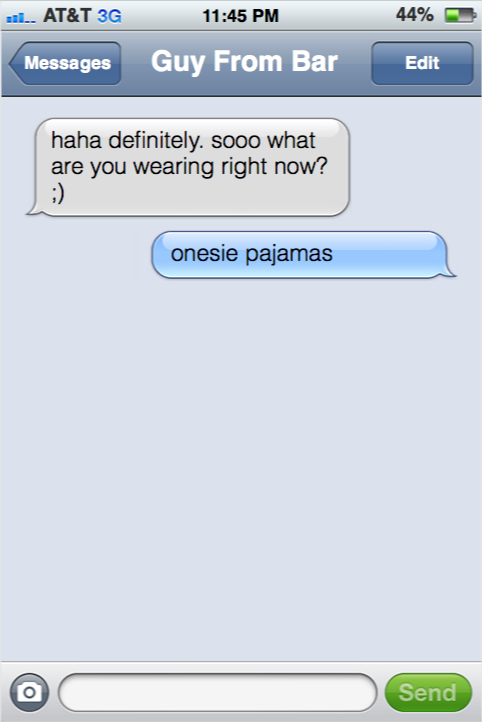 AT&T 3G 11:45 PM 44%
Messages Guy From Bar Edit
haha definitely. sooo what
are you wearing right now?
;)
onesie pajamas
Send